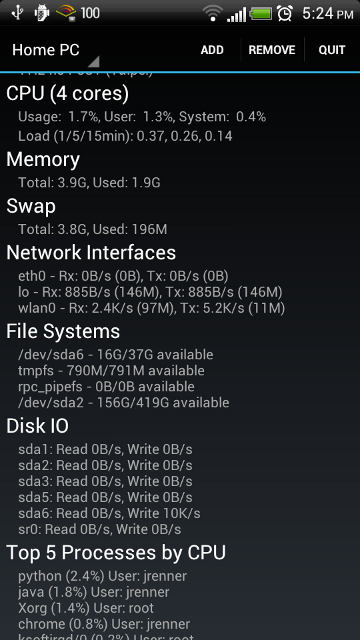 100 5:24 PM
Home PC ADD REMOVE QUIT
CPU (4 cores)
Usage: 1.7%, User: 1.3%, System: 0.4%
Load (1/5/15min): 0.37, 0.26, 0.14
Memory
Total: 3.9G, Used: 1.9G
Swap
Total: 3.8G, Used: 196M
Network Interfaces
eth0 - Rx: 0B/s (0B), Tx: 0B/s (0B)
lo - Rx: 885B/s (146M), Tx: 885B/s (146M)
wlan0 - Rx: 2.4K/s (97M), Tx: 5.2K/s (11M)
File Systems
/dev/sda6 - 16G/37G available
tmpfs - 790M/791M available
rpc_pipefs - 0B/0B available
/dev/sda2 - 156G/419G available
Disk IO
sda1: Read 0B/s, Write 0B/s
sda2: Read 0B/s, Write 0B/s
sda3: Read 0B/s, Write 0B/s
sda5: Read 0B/s, Write 0B/s
sda6: Read 0B/s, Write 10K/s
sr0: Read 0B/s, Write 0B/s
Top 5 Processes by CPU
python (2.4%) User: jrenner
java (1.8%) User: jrenner
Xorg (1.4%) User: root
chrome (0.8%) User: jrenner
ksoftirqd/0 (0.2%) User: root